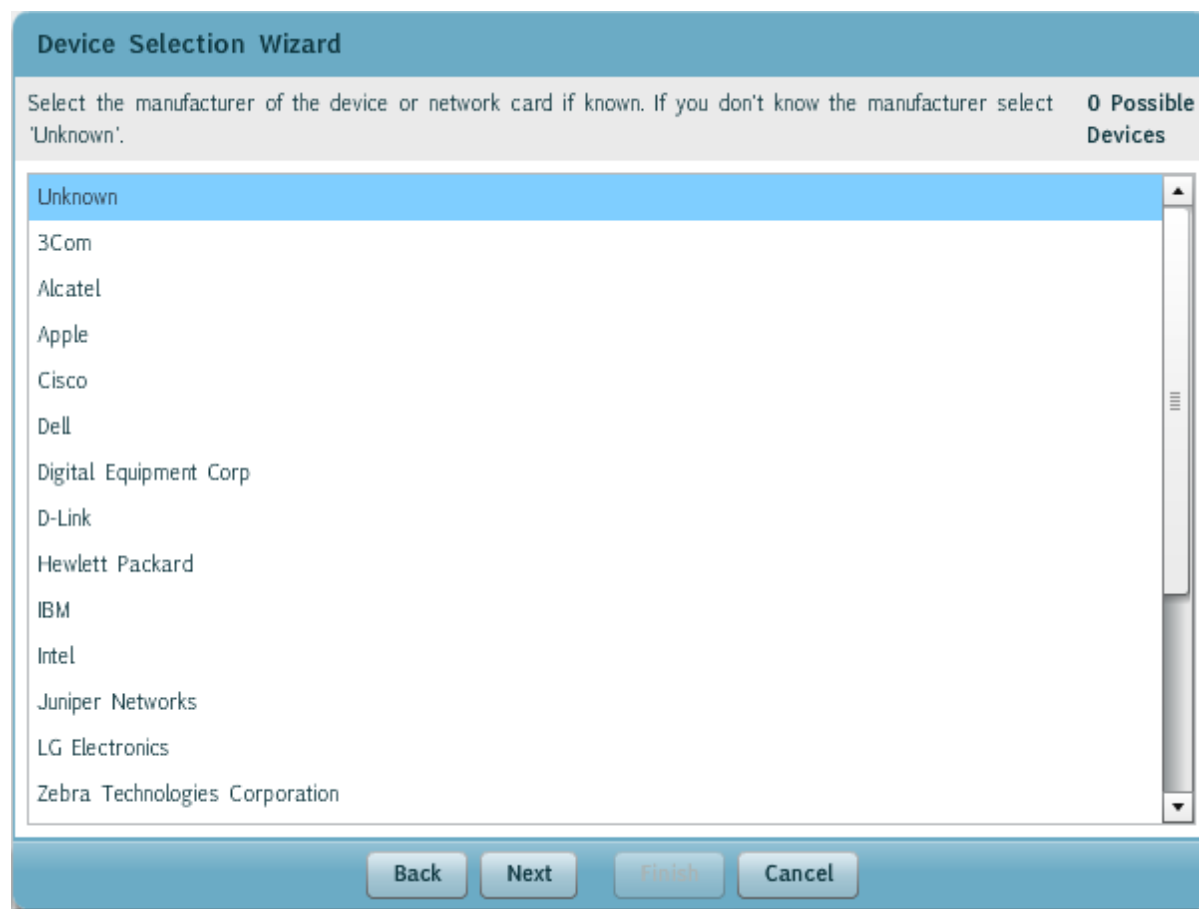 Device Selection Wizard
Select the manufacturer of the device or network card if known. If you don't know the manufacturer select
'Unknown'.
0 Possible
Devices
Unknown
3Com
Alcatel
Apple
Cisco
Dell
Digital Equipment Corp
D-Link
Hewlett Packard
IBM
Intel
Juniper Networks
LG Electronics
Zebra Technologies Corporation
Back Next Finish Cancel